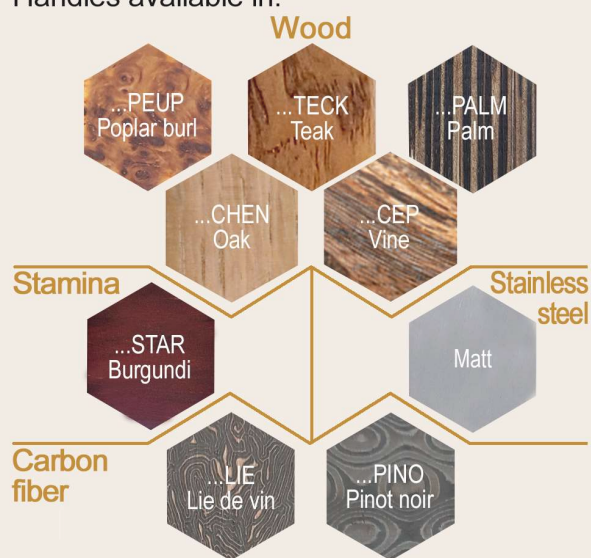 Handles available in:
Wood
...PEUP
Poplar burl
...TECK
Teak
...PALM
Palm
...CHEN
Oak
...CEP
Vine
Stamina
Stainless
steel
...STAR
Burgundi
Matt
Carbon
fiber
...LIE
Lie de vin
...PINO
Pinot noir